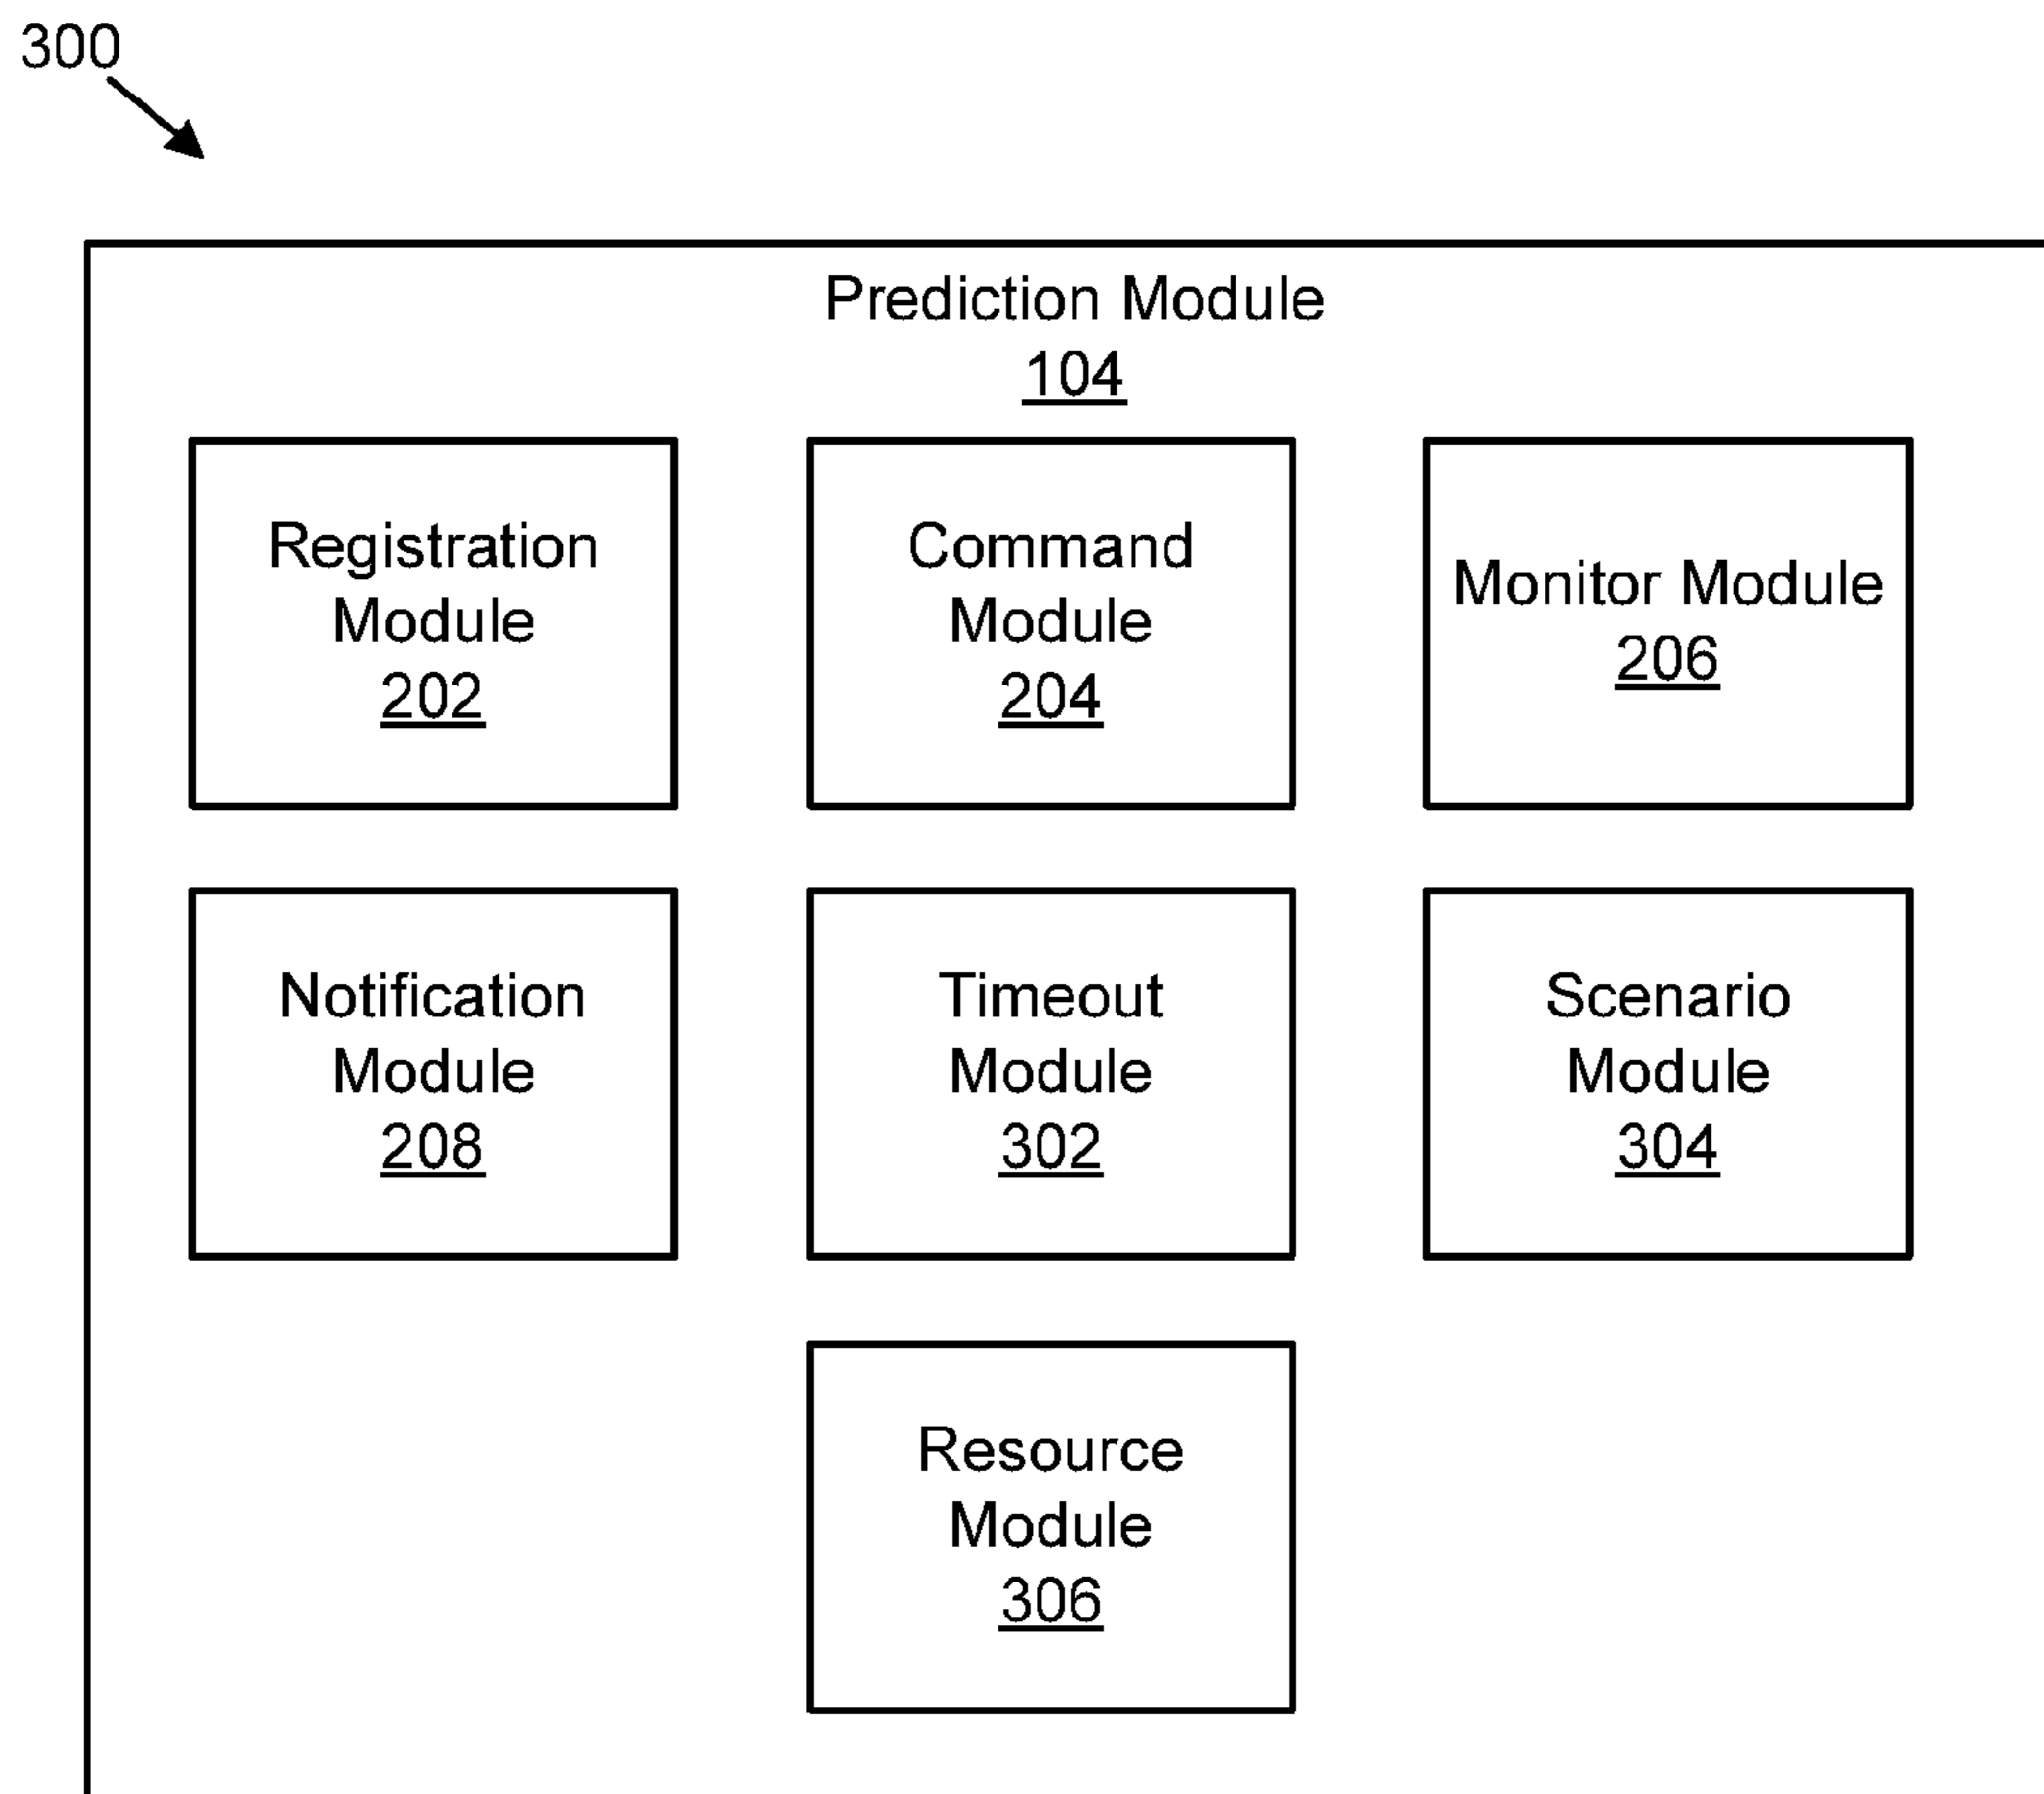 300
Prediction Module
104
Registration
Module
202
Command
Module
204
Monitor Module
206
Notification
Module
208
Timeout
Module
302
Scenario
Module
304
Resource
Module
306